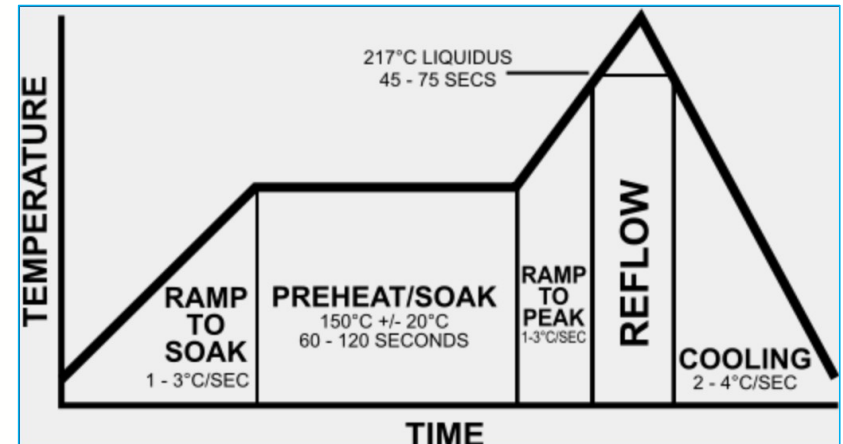 TEMPERATURE
217°C LIQUIDUS
45 - 75 SECS
RAMP
TO
SOAK
1 - 3°C/SEC
PREHEAT/SOAK
150°C +/- 20°C
60 - 120 SECONDS
RAMP
TO
PEAK
1-3°C/SEC
REFLOW
COOLING
2 - 4°C/SEC
TIME